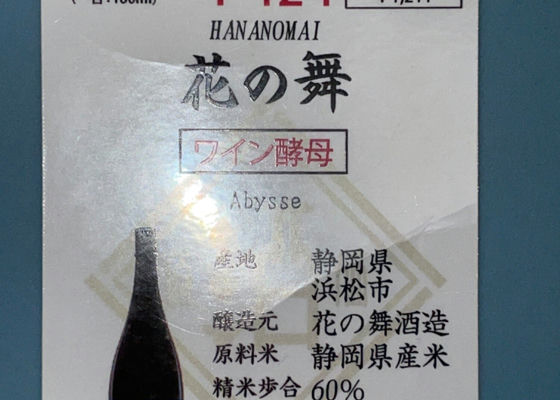 HANANOMAI
花の舞
ワイン酵母
Abysse
産地 静岡県
浜松市
醸造元 花の舞酒造
原料米 静岡県産米
精米歩合 60%